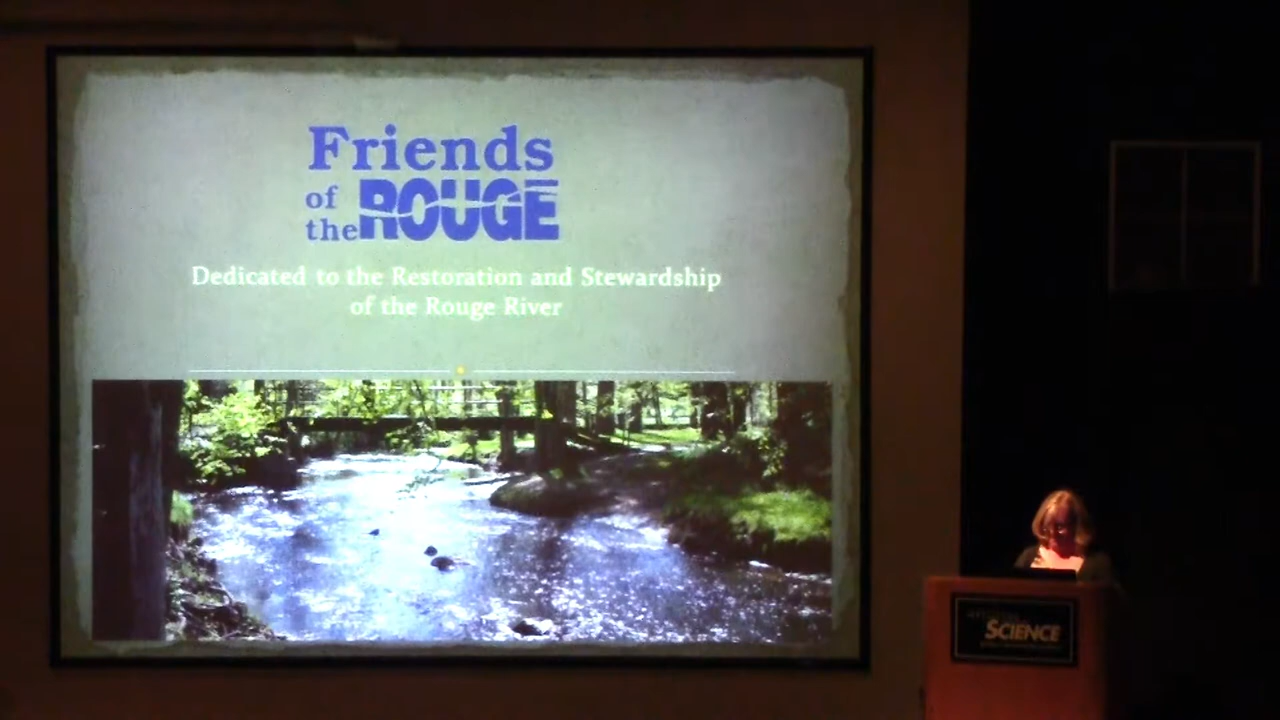 Friends
of
the ROUGE
Dedicated to the Restoration and Stewardship
of the Rouge River
SCIENCE